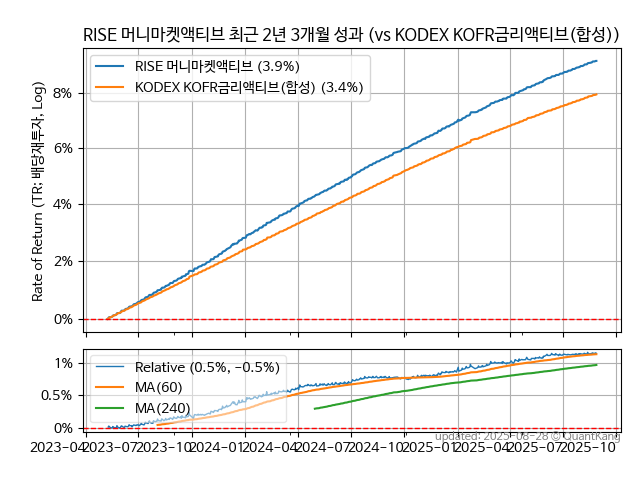 RISE 머니마켓액티브 최근 2년 3개월 성과 (vs KODEX KOFR금리액티브(합성))
RISE 머니마켓액티브 (3.9%)
KODEX KOFR금리액티브(합성) (3.4%)
Rate of Return (TR; 배당재투자, Log)
8%
6%
4%
2%
0%
Relative (0.5%, −0.5%)
MA(60)
MA(240)
1%
0.5%
0%
2023-04
2023-07
2023-10
2024-01
2024-04
2024-07
2024-10
2025-01
2025-04
2025-07
2025-10
updated: 2025-08-28 © QuantKang